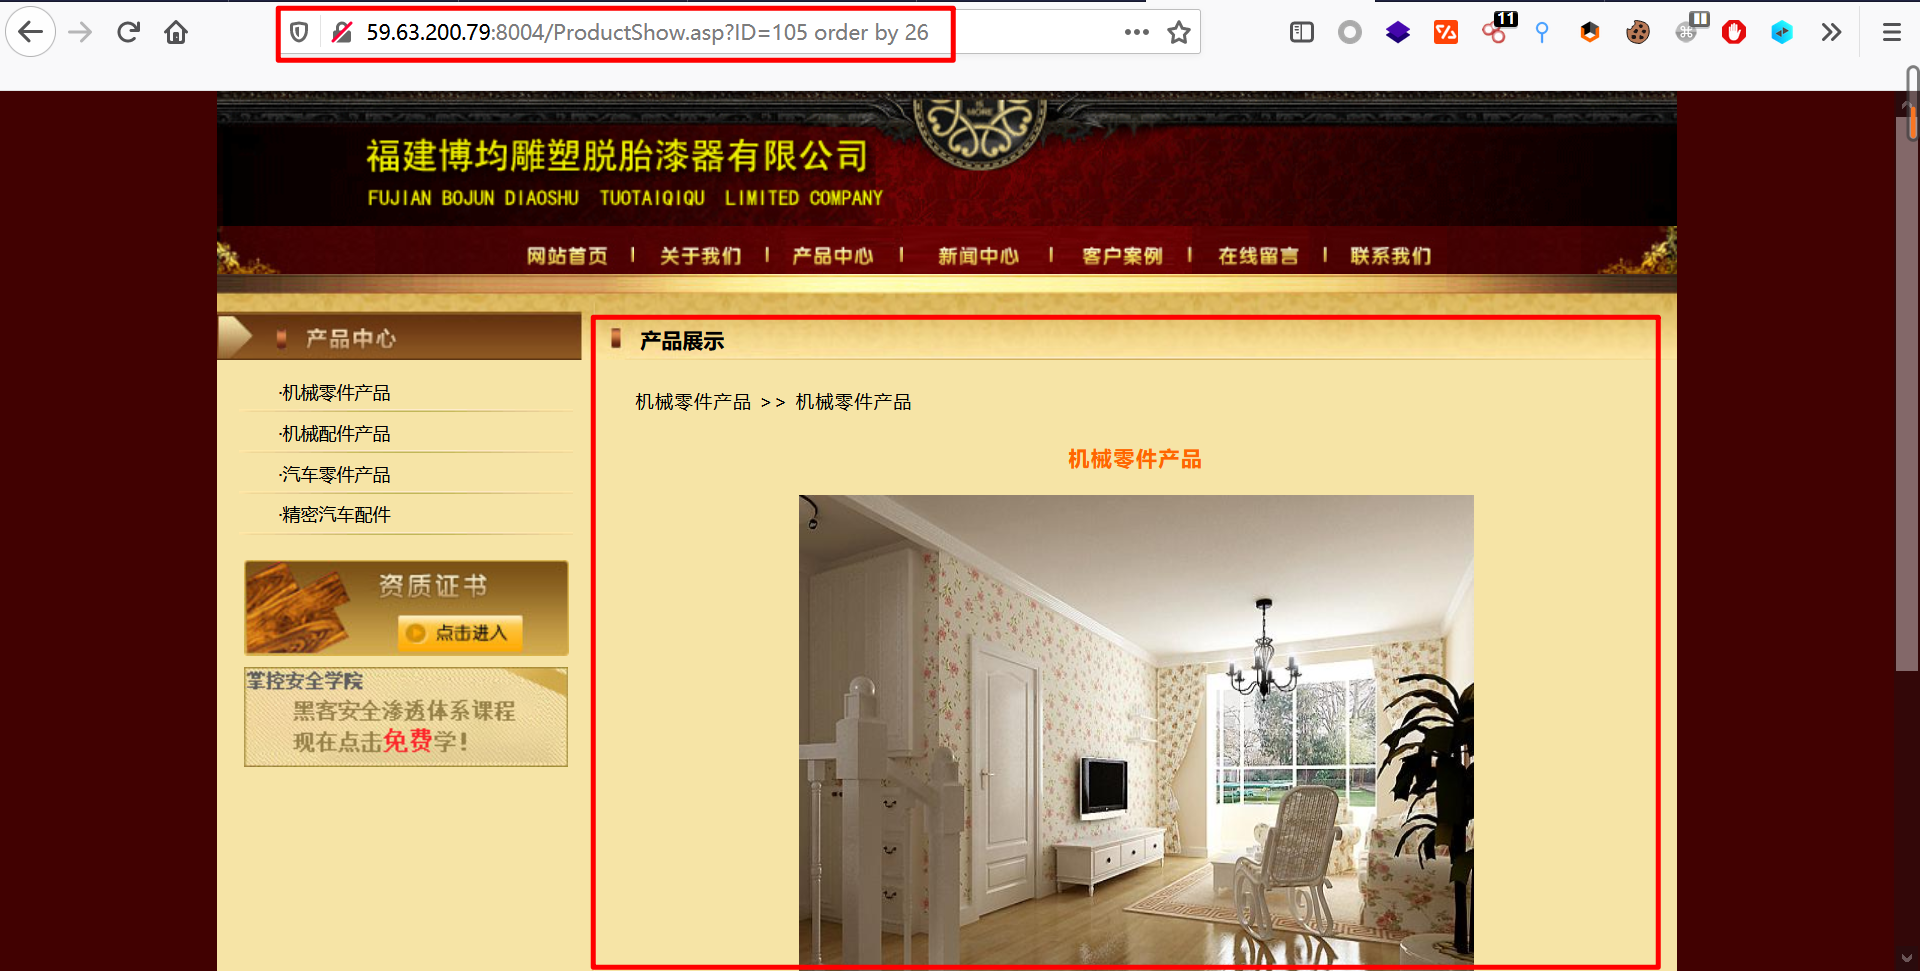 59.63.200.79:8004/ProductShow.asp?ID=105 order by 26
11
IS
MORE
福建博均雕塑脱胎漆器有限公司
FUJIAN BOJUN DIAOSHU TUOTAIQIQU LIMITED COMPANY
网站首页 | 关于我们 | 产品中心 | 新闻中心 | 客户案例 | 在线留言 | 联系我们
产品中心
·机械零件产品
·机械配件产品
·汽车零件产品
·精密汽车配件
资质证书
点击进入
掌控安全学院
黑客安全渗透体系课程
现在点击免费学！
产品展示
机械零件产品 >> 机械零件产品
机械零件产品